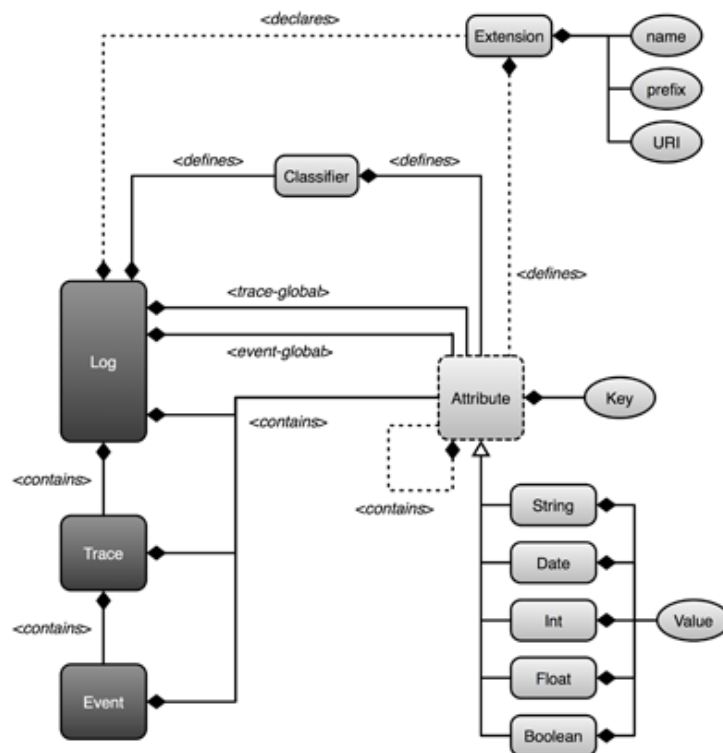 <declares>
Extension
name
prefix
URI
<defines>
Classifier
<defines>
<defines>
<trace-global>
<event-global>
Log
Attribute
Key
<contains>
<contains>
<contains>
String
Trace
Date
<contains>
Int
Value
Float
Event
Boolean